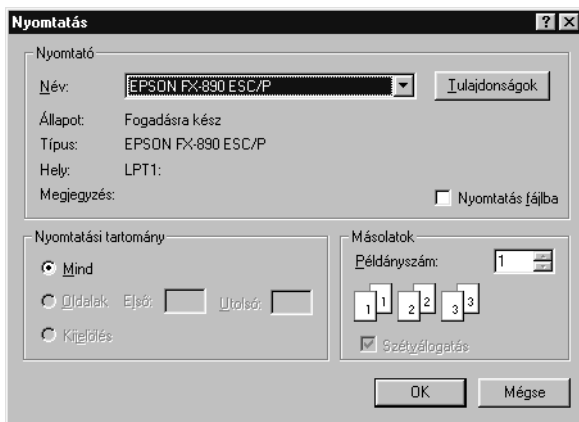 Nyomtatás
Nyomtató
Név: EPSON FX-890 ESC/P Tulajdonságok
Állapot: Fogadásra kész
Típus: EPSON FX-890 ESC/P
Hely: LPT1:
Megjegyzés: Nyomtatás fájlba
Nyomtatási tartomány
Mind
Oldalak Első: Utolsó:
Kijelölés
Másolatok
Példányszám: 1
1 1 2 2 3 3
Szétválogatás
OK Mégse